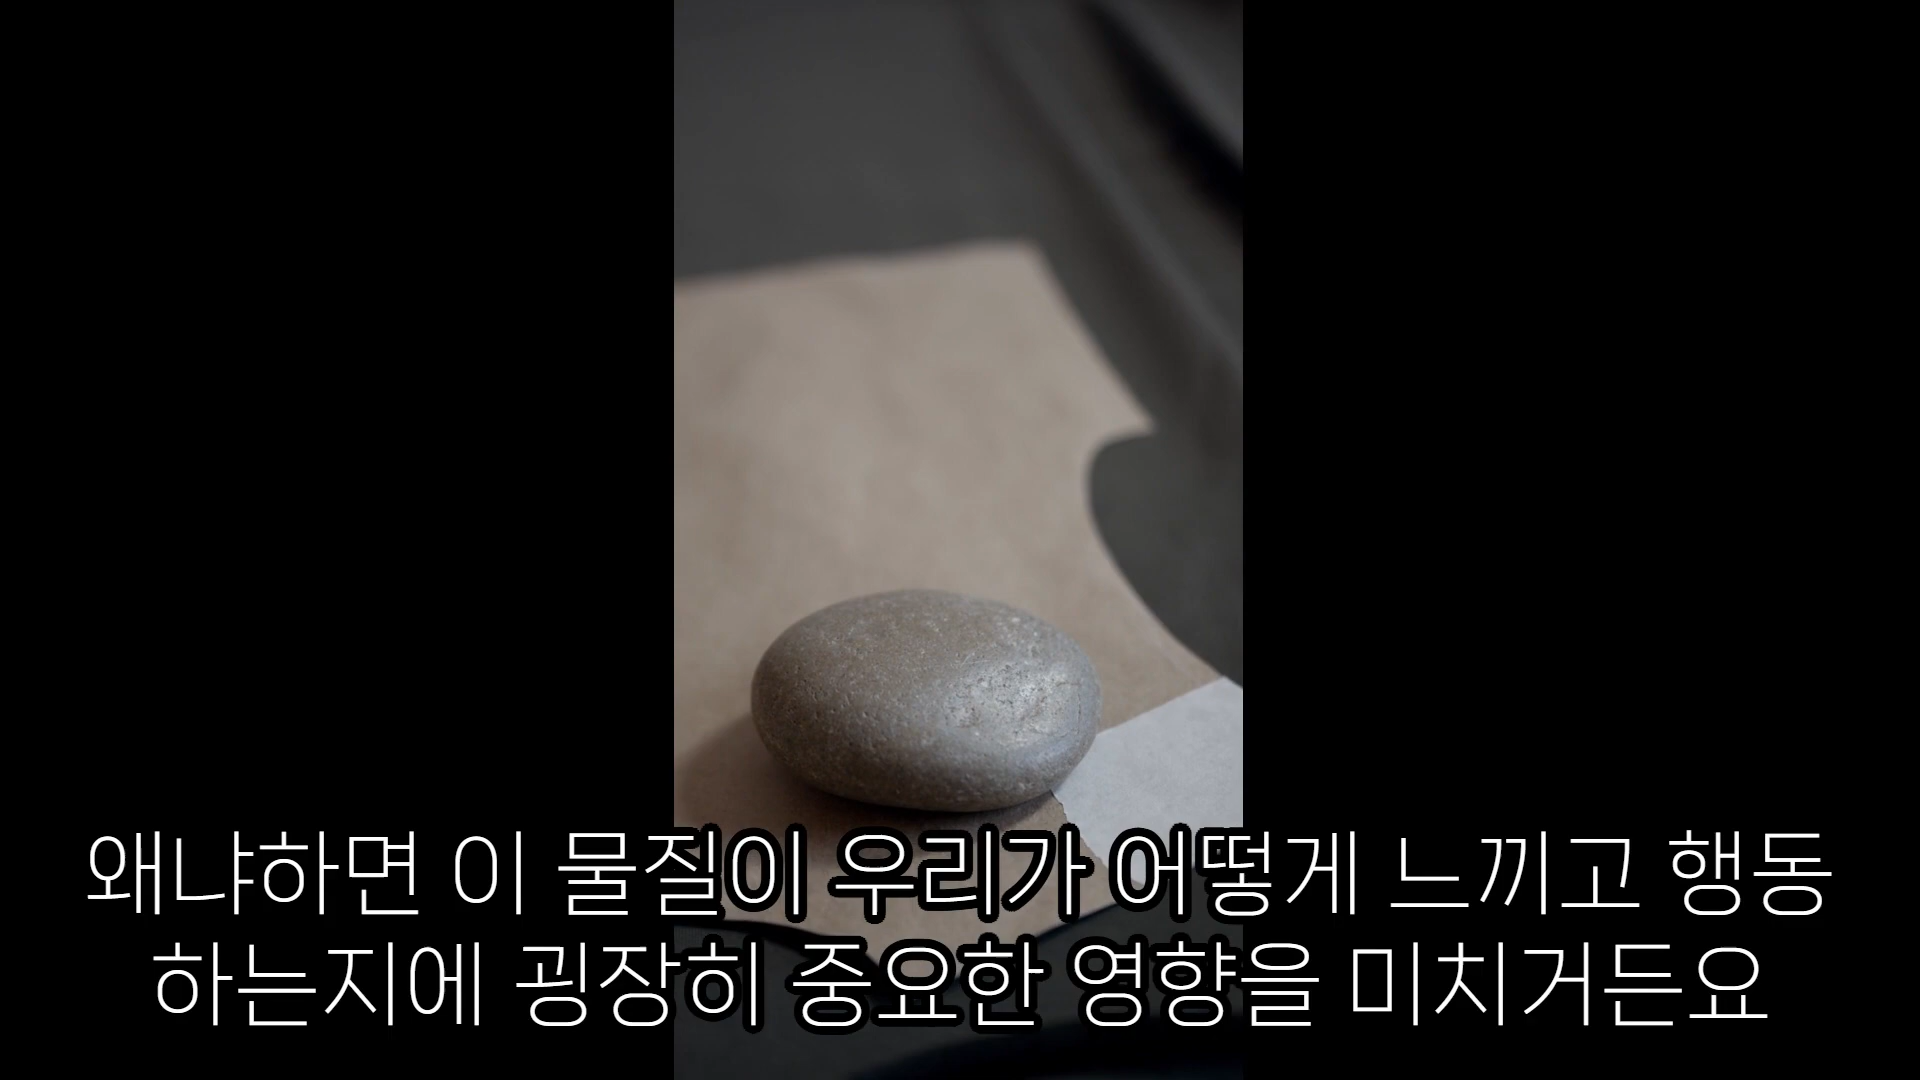 왜냐하면 이 물질이 우리가 어떻게 느끼고 행동
하는지에 굉장히 중요한 영향을 미치거든요